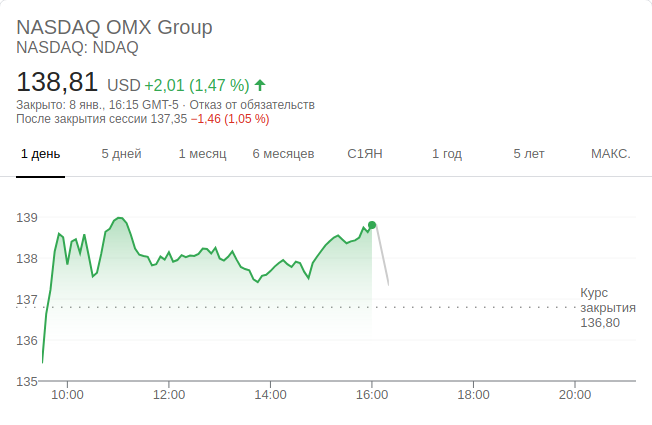 NASDAQ OMX Group
NASDAQ: NDAQ
138,81 USD +2,01 (1,47 %)
Закрыто: 8 янв., 16:15 GMT-5 · Отказ от обязательств
После закрытия сессии 137,35 −1,46 (1,05 %)
1 день 5 дней 1 месяц 6 месяцев С1ЯН 1 год 5 лет МАКС.
139
138
137
136
135
Курс
закрытия
136,80
10:00 12:00 14:00 16:00 18:00 20:00